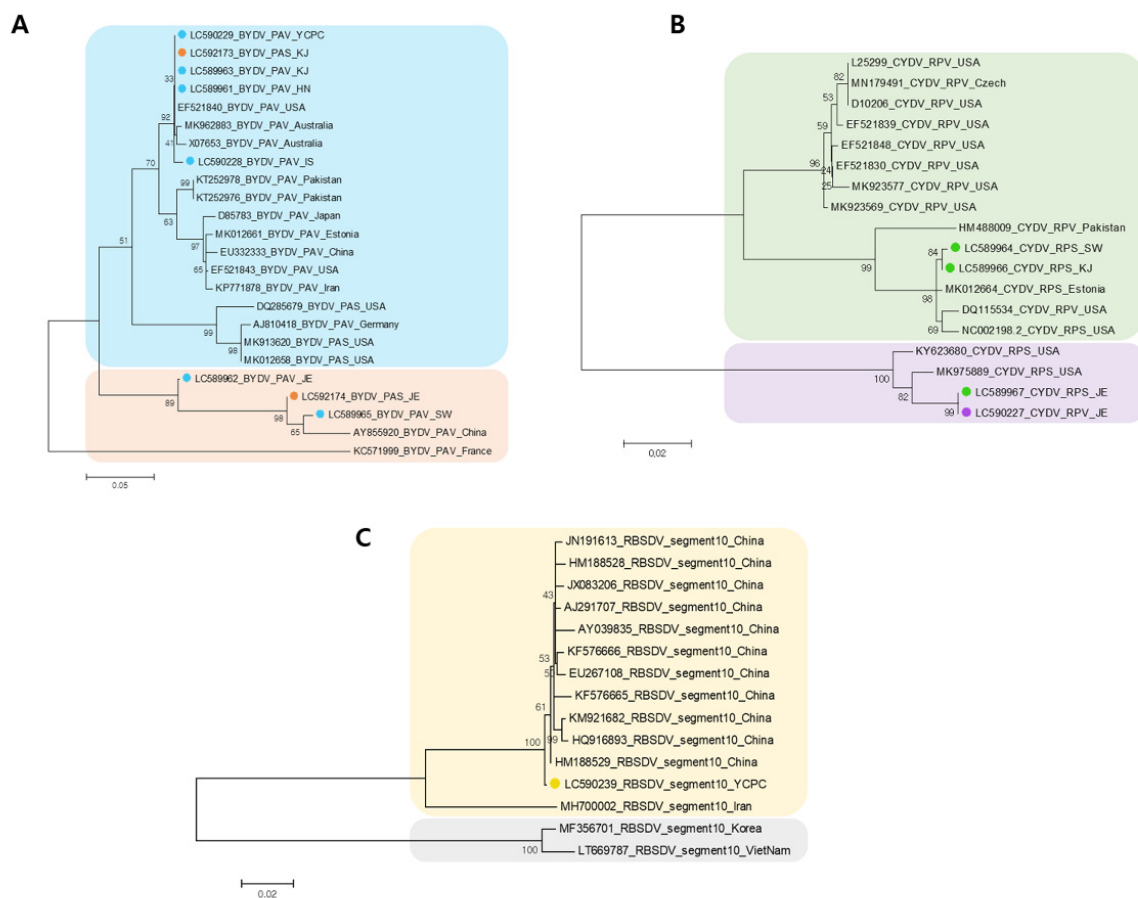 A
LC590229_BYDV_PAV_YCPC
LC592173_BYDV_PAS_KJ
LC589963_BYDV_PAV_KJ
33
LC589961_BYDV_PAV_HN
EF521840_BYDV_PAV_USA
92
MK962883_BYDV_PAV_Australia
41
X07653_BYDV_PAV_Australia
LC590228_BYDV_PAV_IS
70
KT252978_BYDV_PAV_Pakistan
99
KT252976_BYDV_PAV_Pakistan
63
D85783_BYDV_PAV_Japan
MK012661_BYDV_PAV_Estonia
51
97
EU332333_BYDV_PAV_China
65
EF521843_BYDV_PAV_USA
KP771878_BYDV_PAV_Iran
DQ285679_BYDV_PAS_USA
99
AJ810418_BYDV_PAV_Germany
98
MK913620_BYDV_PAS_USA
MK012658_BYDV_PAS_USA
LC589962_BYDV_PAV_JE
89
LC592174_BYDV_PAS_JE
98
LC589965_BYDV_PAV_SW
65
AY855920_BYDV_PAV_China
KC571999_BYDV_PAV_France
0.05
B
L25299_CYDV_RPV_USA
82
MN179491_CYDV_RPV_Czech
53
D10206_CYDV_RPV_USA
59
EF521839_CYDV_RPV_USA
EF521848_CYDV_RPV_USA
96
24
EF521830_CYDV_RPV_USA
25
MK923577_CYDV_RPV_USA
MK923569_CYDV_RPV_USA
HM488009_CYDV_RPV_Pakistan
84
LC589964_CYDV_RPS_SW
99
LC589966_CYDV_RPS_KJ
98
MK012664_CYDV_RPS_Estonia
DQ115534_CYDV_RPV_USA
69
NC002198.2_CYDV_RPS_USA
KY623680_CYDV_RPS_USA
100
MK975889_CYDV_RPS_USA
82
LC589967_CYDV_RPS_JE
99
LC590227_CYDV_RPV_JE
0.02
C
JN191613_RBSDV_segment10_China
HM188528_RBSDV_segment10_China
JX083206_RBSDV_segment10_China
43
AJ291707_RBSDV_segment10_China
AY039835_RBSDV_segment10_China
53
KF576666_RBSDV_segment10_China
EU267108_RBSDV_segment10_China
KF576665_RBSDV_segment10_China
61
KM921682_RBSDV_segment10_China
100
99
HQ916893_RBSDV_segment10_China
HM188529_RBSDV_segment10_China
LC590239_RBSDV_segment10_YCPC
MH700002_RBSDV_segment10_Iran
MF356701_RBSDV_segment10_Korea
100
LT669787_RBSDV_segment10_VietNam
0.02